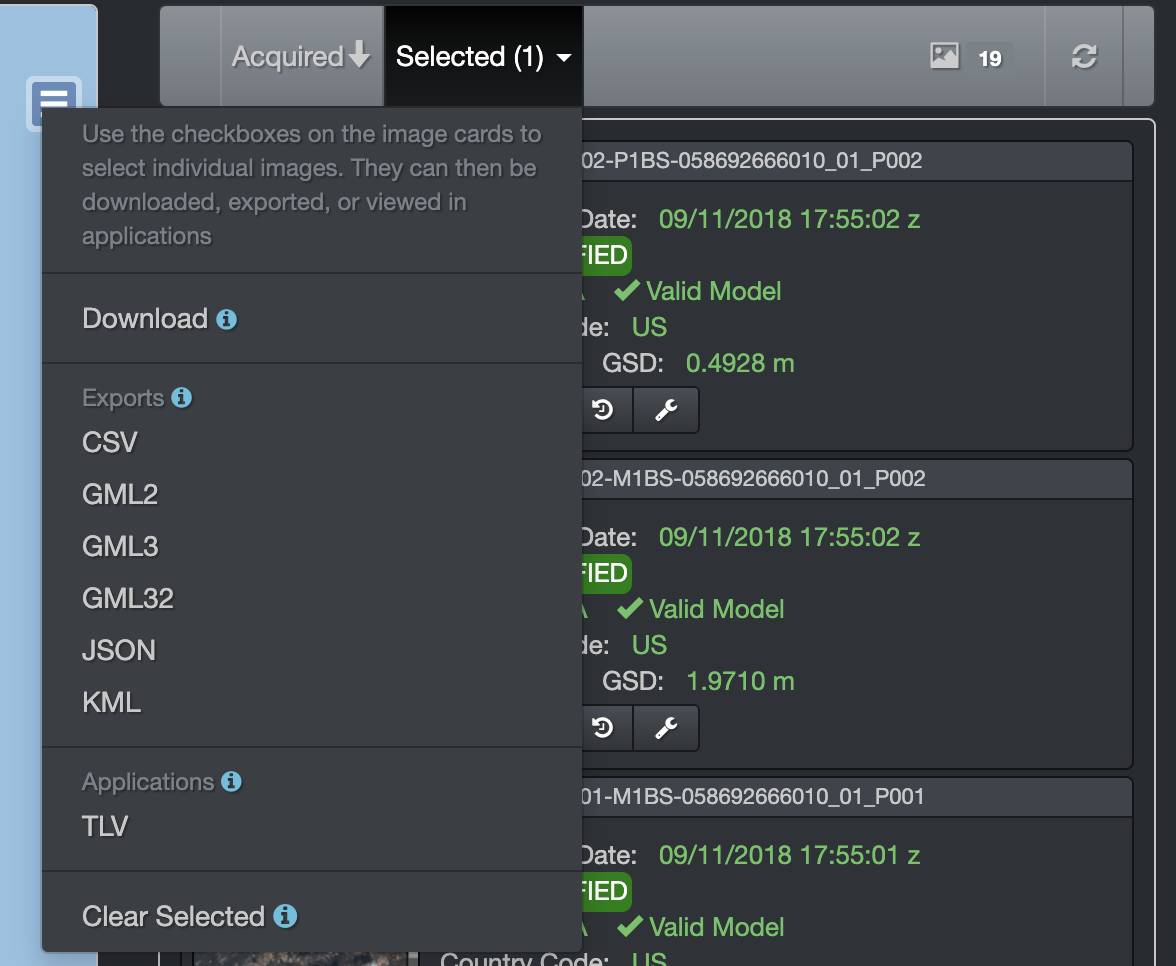 Acquired
Selected (1)
19
Use the checkboxes on the image cards to
select individual images. They can then be
downloaded, exported, or viewed in
applications
Download
Exports
CSV
GML2
GML3
GML32
JSON
KML
Applications
TLV
Clear Selected
02-P1BS-058692666010_01_P002
Date: 09/11/2018 17:55:02 z
FIED
Valid Model
de: US
GSD: 0.4928 m
02-M1BS-058692666010_01_P002
Date: 09/11/2018 17:55:02 z
FIED
Valid Model
de: US
GSD: 1.9710 m
01-M1BS-058692666010_01_P001
Date: 09/11/2018 17:55:01 z
FIED
Valid Model
Country Code: US